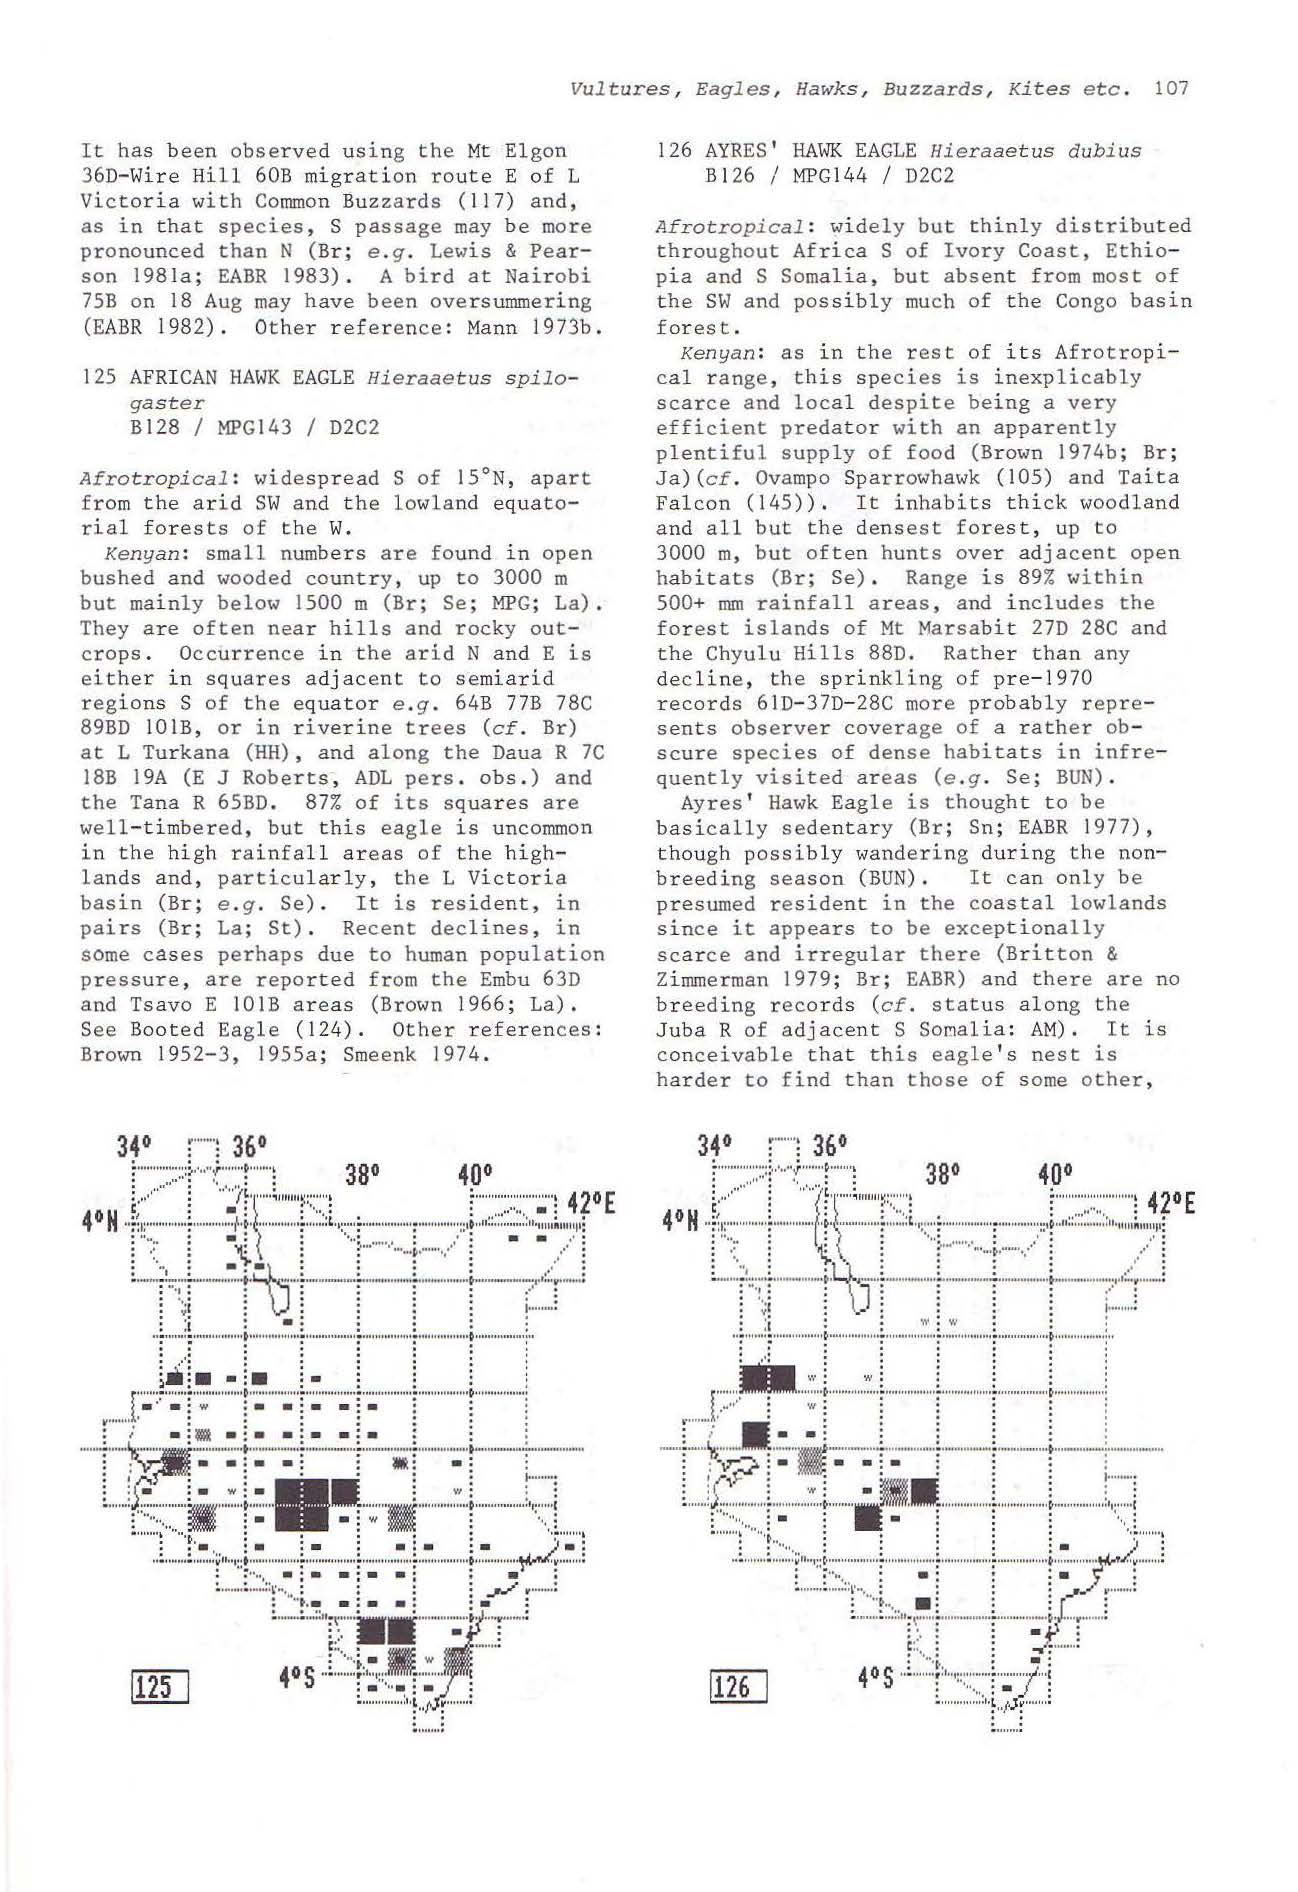 Vultures, Eagles, Hawks, Buzzards, Kites etc. 107
It has been observed using the Mt Elgon
36D-Wire Hill 60B migration route E of L
Victoria with Common Buzzards (117) and,
as in that species, S passage may be more
pronounced than N (Br; e.g. Lewis & Pear-
son 1981a; EABR 1983). A bird at Nairobi
75B on 18 Aug may have been oversummering
(EABR 1982). Other reference: Mann 1973b.
125 AFRICAN HAWK EAGLE Hieraaetus spilo-
gaster
B128 / MPG143 / D2C2
Afrotropical: widespread S of 15°N, apart
from the arid SW and the lowland equato-
rial forests of the W.
Kenyan: small numbers are found in open
bushed and wooded country, up to 3000 m
but mainly below 1500 m (Br; Se; MPG; La).
They are often near hills and rocky out-
crops. Occurrence in the arid N and E is
either in squares adjacent to semiarid
regions S of the equator e.g. 64B 77B 78C
89BD 101B, or in riverine trees (cf. Br)
at L Turkana (HH), and along the Daua R 7C
18B 19A (E J Roberts, ADL pers. obs.) and
the Tana R 65BD. 87% of its squares are
well-timbered, but this eagle is uncommon
in the high rainfall areas of the high-
lands and, particularly, the L Victoria
basin (Br; e.g. Se). It is resident, in
pairs (Br; La; St). Recent declines, in
some cases perhaps due to human population
pressure, are reported from the Embu 63D
and Tsavo E 101B areas (Brown 1966; La).
See Booted Eagle (124). Other references:
Brown 1952-3, 1955a; Smeenk 1974.
126 AYRES' HAWK EAGLE Hieraaetus dubius
B126 / MPG144 / D2C2
Afrotropical: widely but thinly distributed
throughout Africa S of Ivory Coast, Ethio-
pia and S Somalia, but absent from most of
the SW and possibly much of the Congo basin
forest.
Kenyan: as in the rest of its Afrotropi-
cal range, this species is inexplicably
scarce and local despite being a very
efficient predator with an apparently
plentiful supply of food (Brown 1974b; Br;
Ja)(cf. Ovampo Sparrowhawk (105) and Taita
Falcon (145)). It inhabits thick woodland
and all but the densest forest, up to
3000 m, but often hunts over adjacent open
habitats (Br; Se). Range is 89% within
500+ mm rainfall areas, and includes the
forest islands of Mt Marsabit 27D 28C and
the Chyulu Hills 88D. Rather than any
decline, the sprinkling of pre-1970
records 61D-37D-28C more probably repre-
sents observer coverage of a rather ob-
scure species of dense habitats in infre-
quently visited areas (e.g. Se; BUN).
Ayres' Hawk Eagle is thought to be
basically sedentary (Br; Sn; EABR 1977),
though possibly wandering during the non-
breeding season (BUN). It can only be
presumed resident in the coastal lowlands
since it appears to be exceptionally
scarce and irregular there (Britton &
Zimmerman 1979; Br; EABR) and there are no
breeding records (cf. status along the
Juba R of adjacent S Somalia: AM). It is
conceivable that this eagle's nest is
harder to find than those of some other,
34° 36°
38° 40°
42°E
4°N
w
w w
w
w
4°S
125
34° 36°
38° 40°
42°E
4°N
w w
w w
w
w
4°S
126